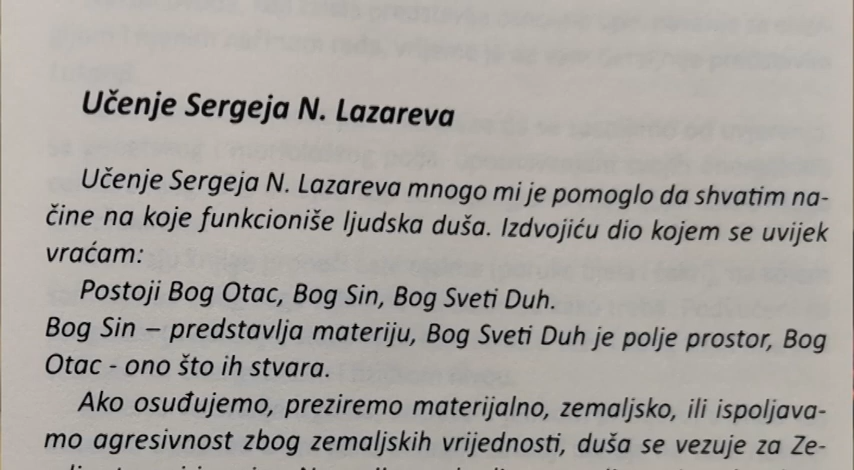 Učenje Sergeja N. Lazareva
Učenje Sergeja N. Lazareva mnogo mi je pomoglo da shvatim na-
čine na koje funkcioniše ljudska duša. Izdvojiću dio kojem se uvijek
vraćam:
Postoji Bog Otac, Bog Sin, Bog Sveti Duh.
Bog Sin – predstavlja materiju, Bog Sveti Duh je polje prostor, Bog
Otac - ono što ih stvara.
Ako osuđujemo, preziremo materijalno, zemaljsko, ili ispoljava-
mo agresivnost zbog zemaljskih vrijednosti, duša se vezuje za Ze-